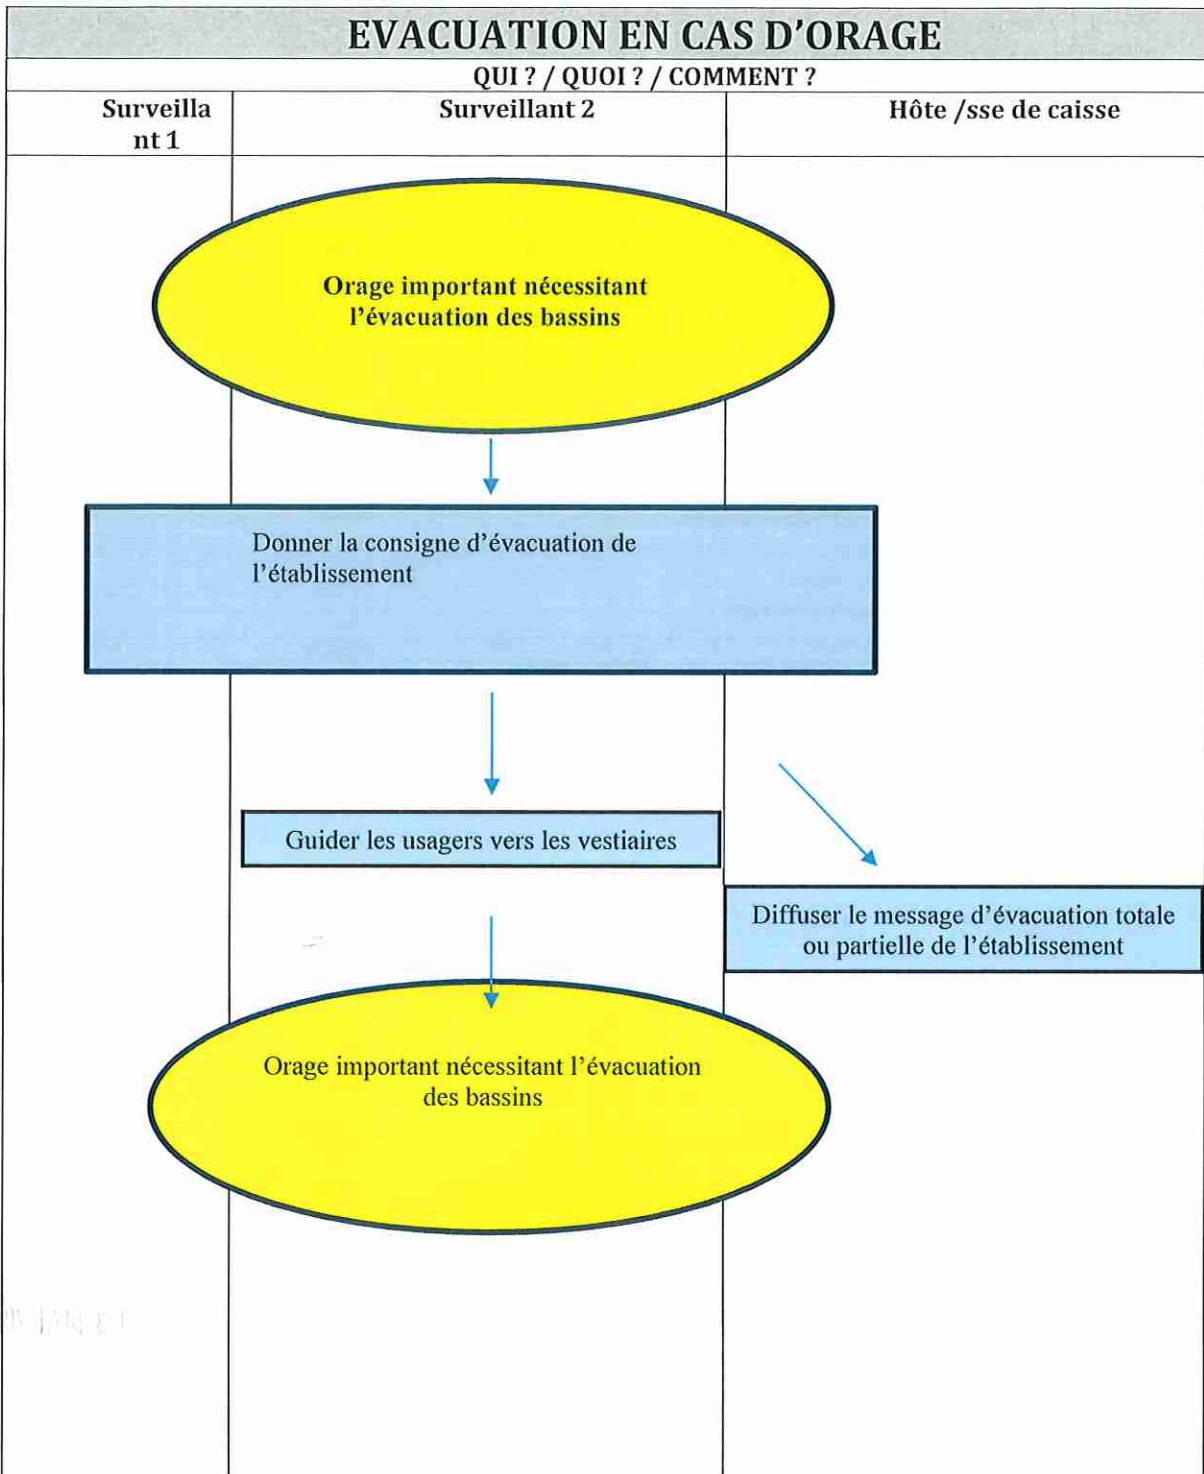 EVACUATION EN CAS D'ORAGE
QUI ? / QUOI ? / COMMENT ?
Surveilla
nt 1
Surveillant 2
Hôte /sse de caisse
Orage important nécessitant
l'évacuation des bassins
Donner la consigne d'évacuation de
l'établissement
Guider les usagers vers les vestiaires
Diffuser le message d'évacuation totale
ou partielle de l'établissement
Orage important nécessitant l'évacuation
des bassins